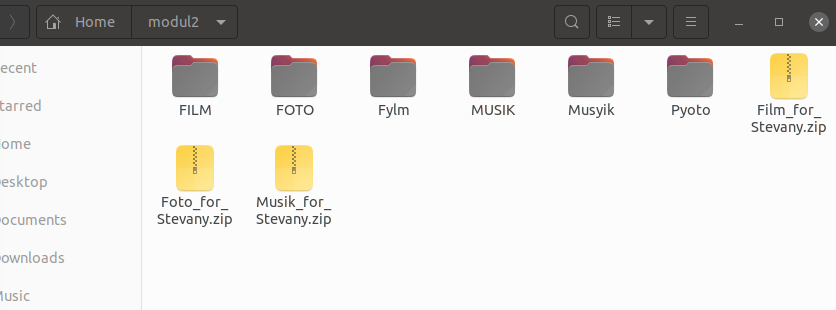 Home modul2
ecent
tarred
ome
esktop
ocuments
ownloads
usic
FILM FOTO Fylm MUSIK Musyik Pyoto Film_for_
Stevany.zip
Foto_for_ Musik_for_
Stevany.zip Stevany.zip